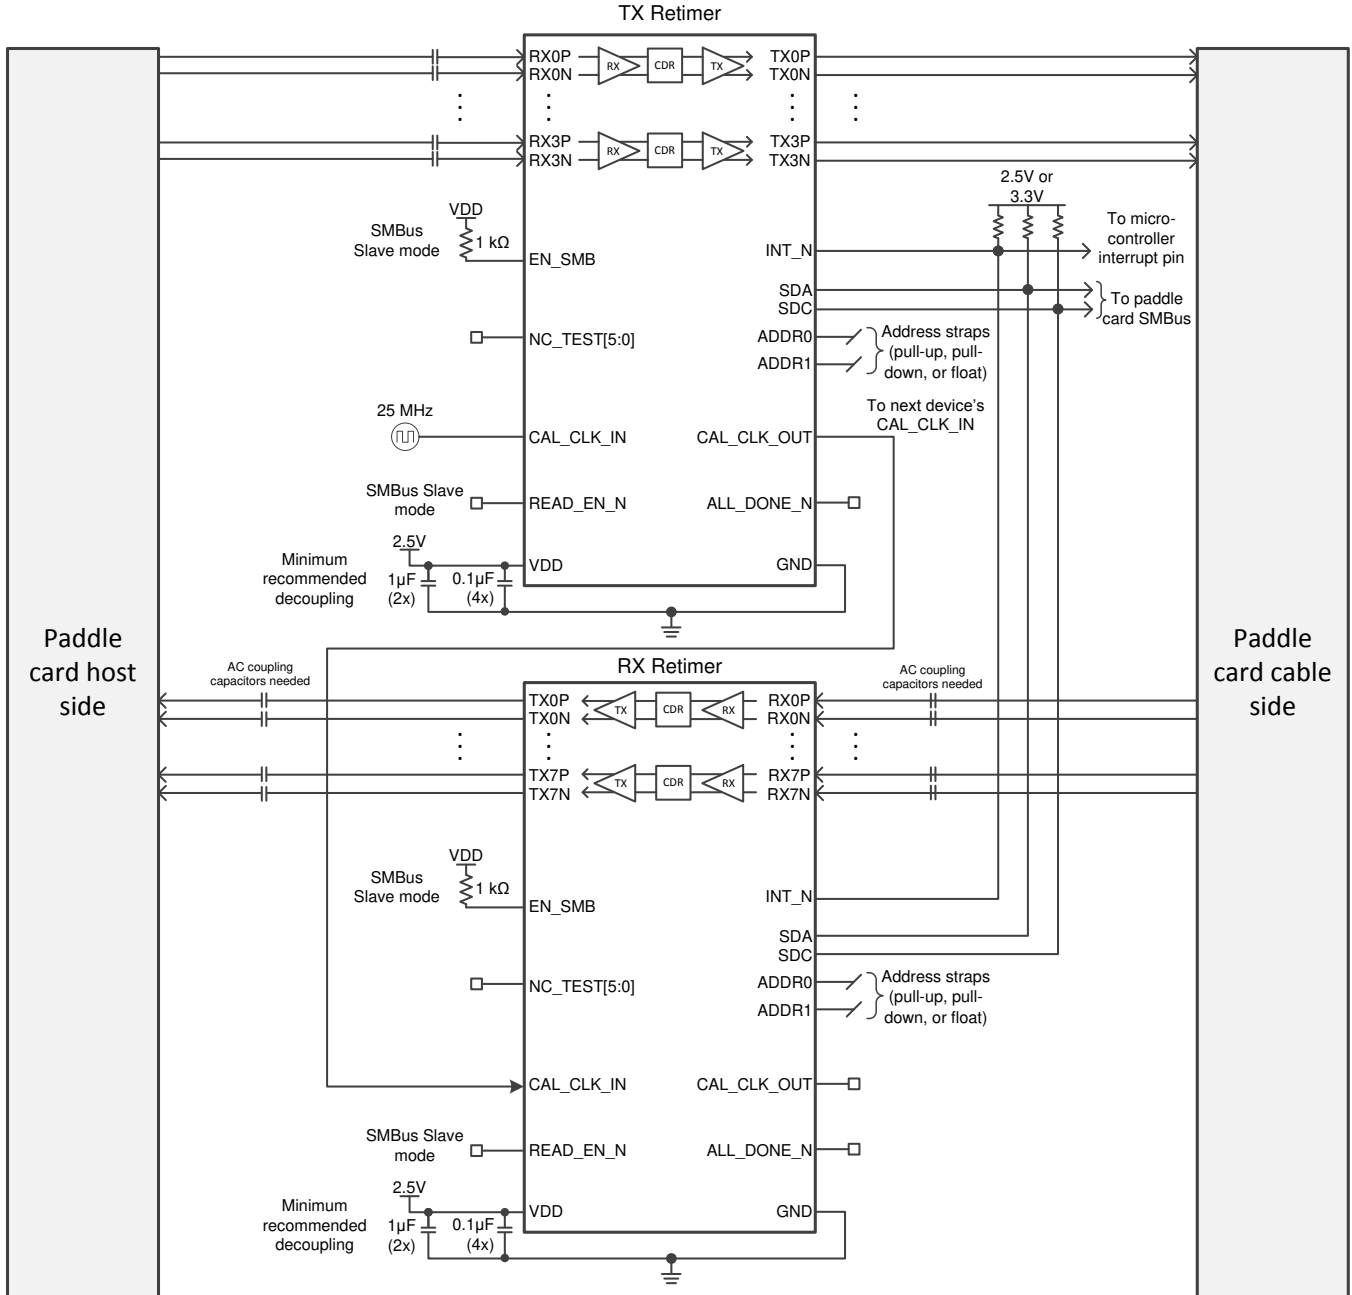 TX Retimer
RX0P
RX0N
RX
CDR
TX
TX0P
TX0N
RX3P
RX3N
RX
CDR
TX
TX3P
TX3N
2.5V or
3.3V
VDD
SMBus
Slave mode
1 kΩ
EN_SMB
INT_N
To micro-
controller
interrupt pin
SDA
SDC
To paddle
card SMBus
NC_TEST[5:0]
ADDR0
ADDR1
Address straps
(pull-up, pull-
down, or float)
25 MHz
CAL_CLK_IN
CAL_CLK_OUT
To next device's
CAL_CLK_IN
SMBus Slave
mode
READ_EN_N
ALL_DONE_N
2.5V
Minimum
recommended
decoupling
1µF
(2x)
0.1µF
(4x)
VDD
GND
Paddle
card host
side
Paddle
card cable
side
RX Retimer
AC coupling
capacitors needed
AC coupling
capacitors needed
TX0P
TX0N
TX
CDR
RX
RX0P
RX0N
TX7P
TX7N
TX
CDR
RX
RX7P
RX7N
VDD
SMBus
Slave mode
1 kΩ
EN_SMB
INT_N
SDA
SDC
NC_TEST[5:0]
ADDR0
ADDR1
Address straps
(pull-up, pull-
down, or float)
CAL_CLK_IN
CAL_CLK_OUT
SMBus Slave
mode
READ_EN_N
ALL_DONE_N
2.5V
Minimum
recommended
decoupling
1µF
(2x)
0.1µF
(4x)
VDD
GND